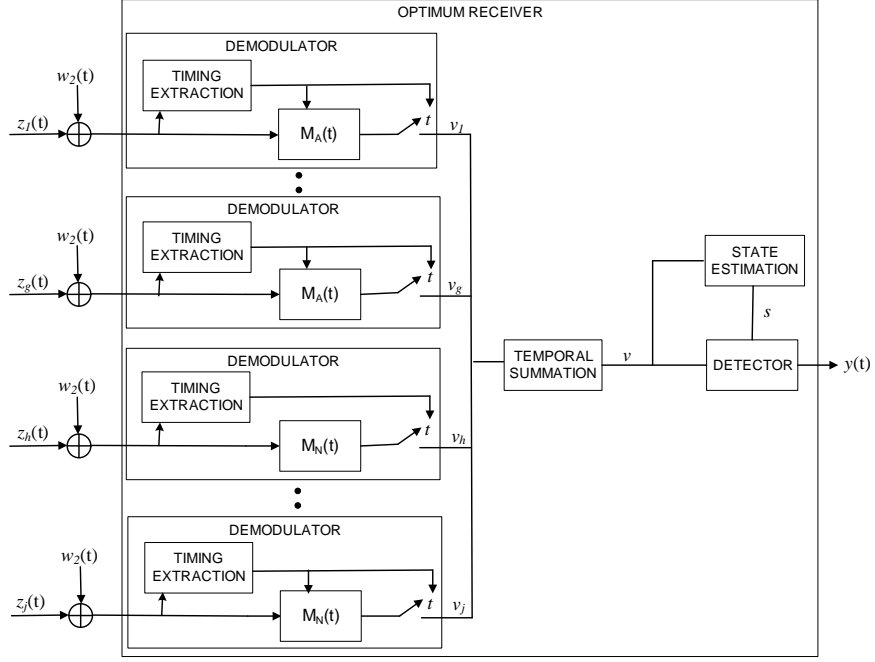 OPTIMUM RECEIVER
DEMODULATOR
w2(t)
TIMING
EXTRACTION
z1(t)
MA(t)
t
v1
DEMODULATOR
w2(t)
TIMING
EXTRACTION
zg(t)
MA(t)
t
vg
STATE
ESTIMATION
s
DEMODULATOR
w2(t)
TIMING
EXTRACTION
TEMPORAL
SUMMATION
v
DETECTOR
y(t)
zh(t)
MN(t)
t
vh
DEMODULATOR
w2(t)
TIMING
EXTRACTION
zj(t)
MN(t)
t
vj